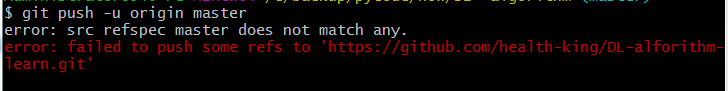 $ git push -u origin master
error: src refspec master does not match any.
error: failed to push some refs to 'https://github.com/health-king/DL-alforithm-
learn.git'